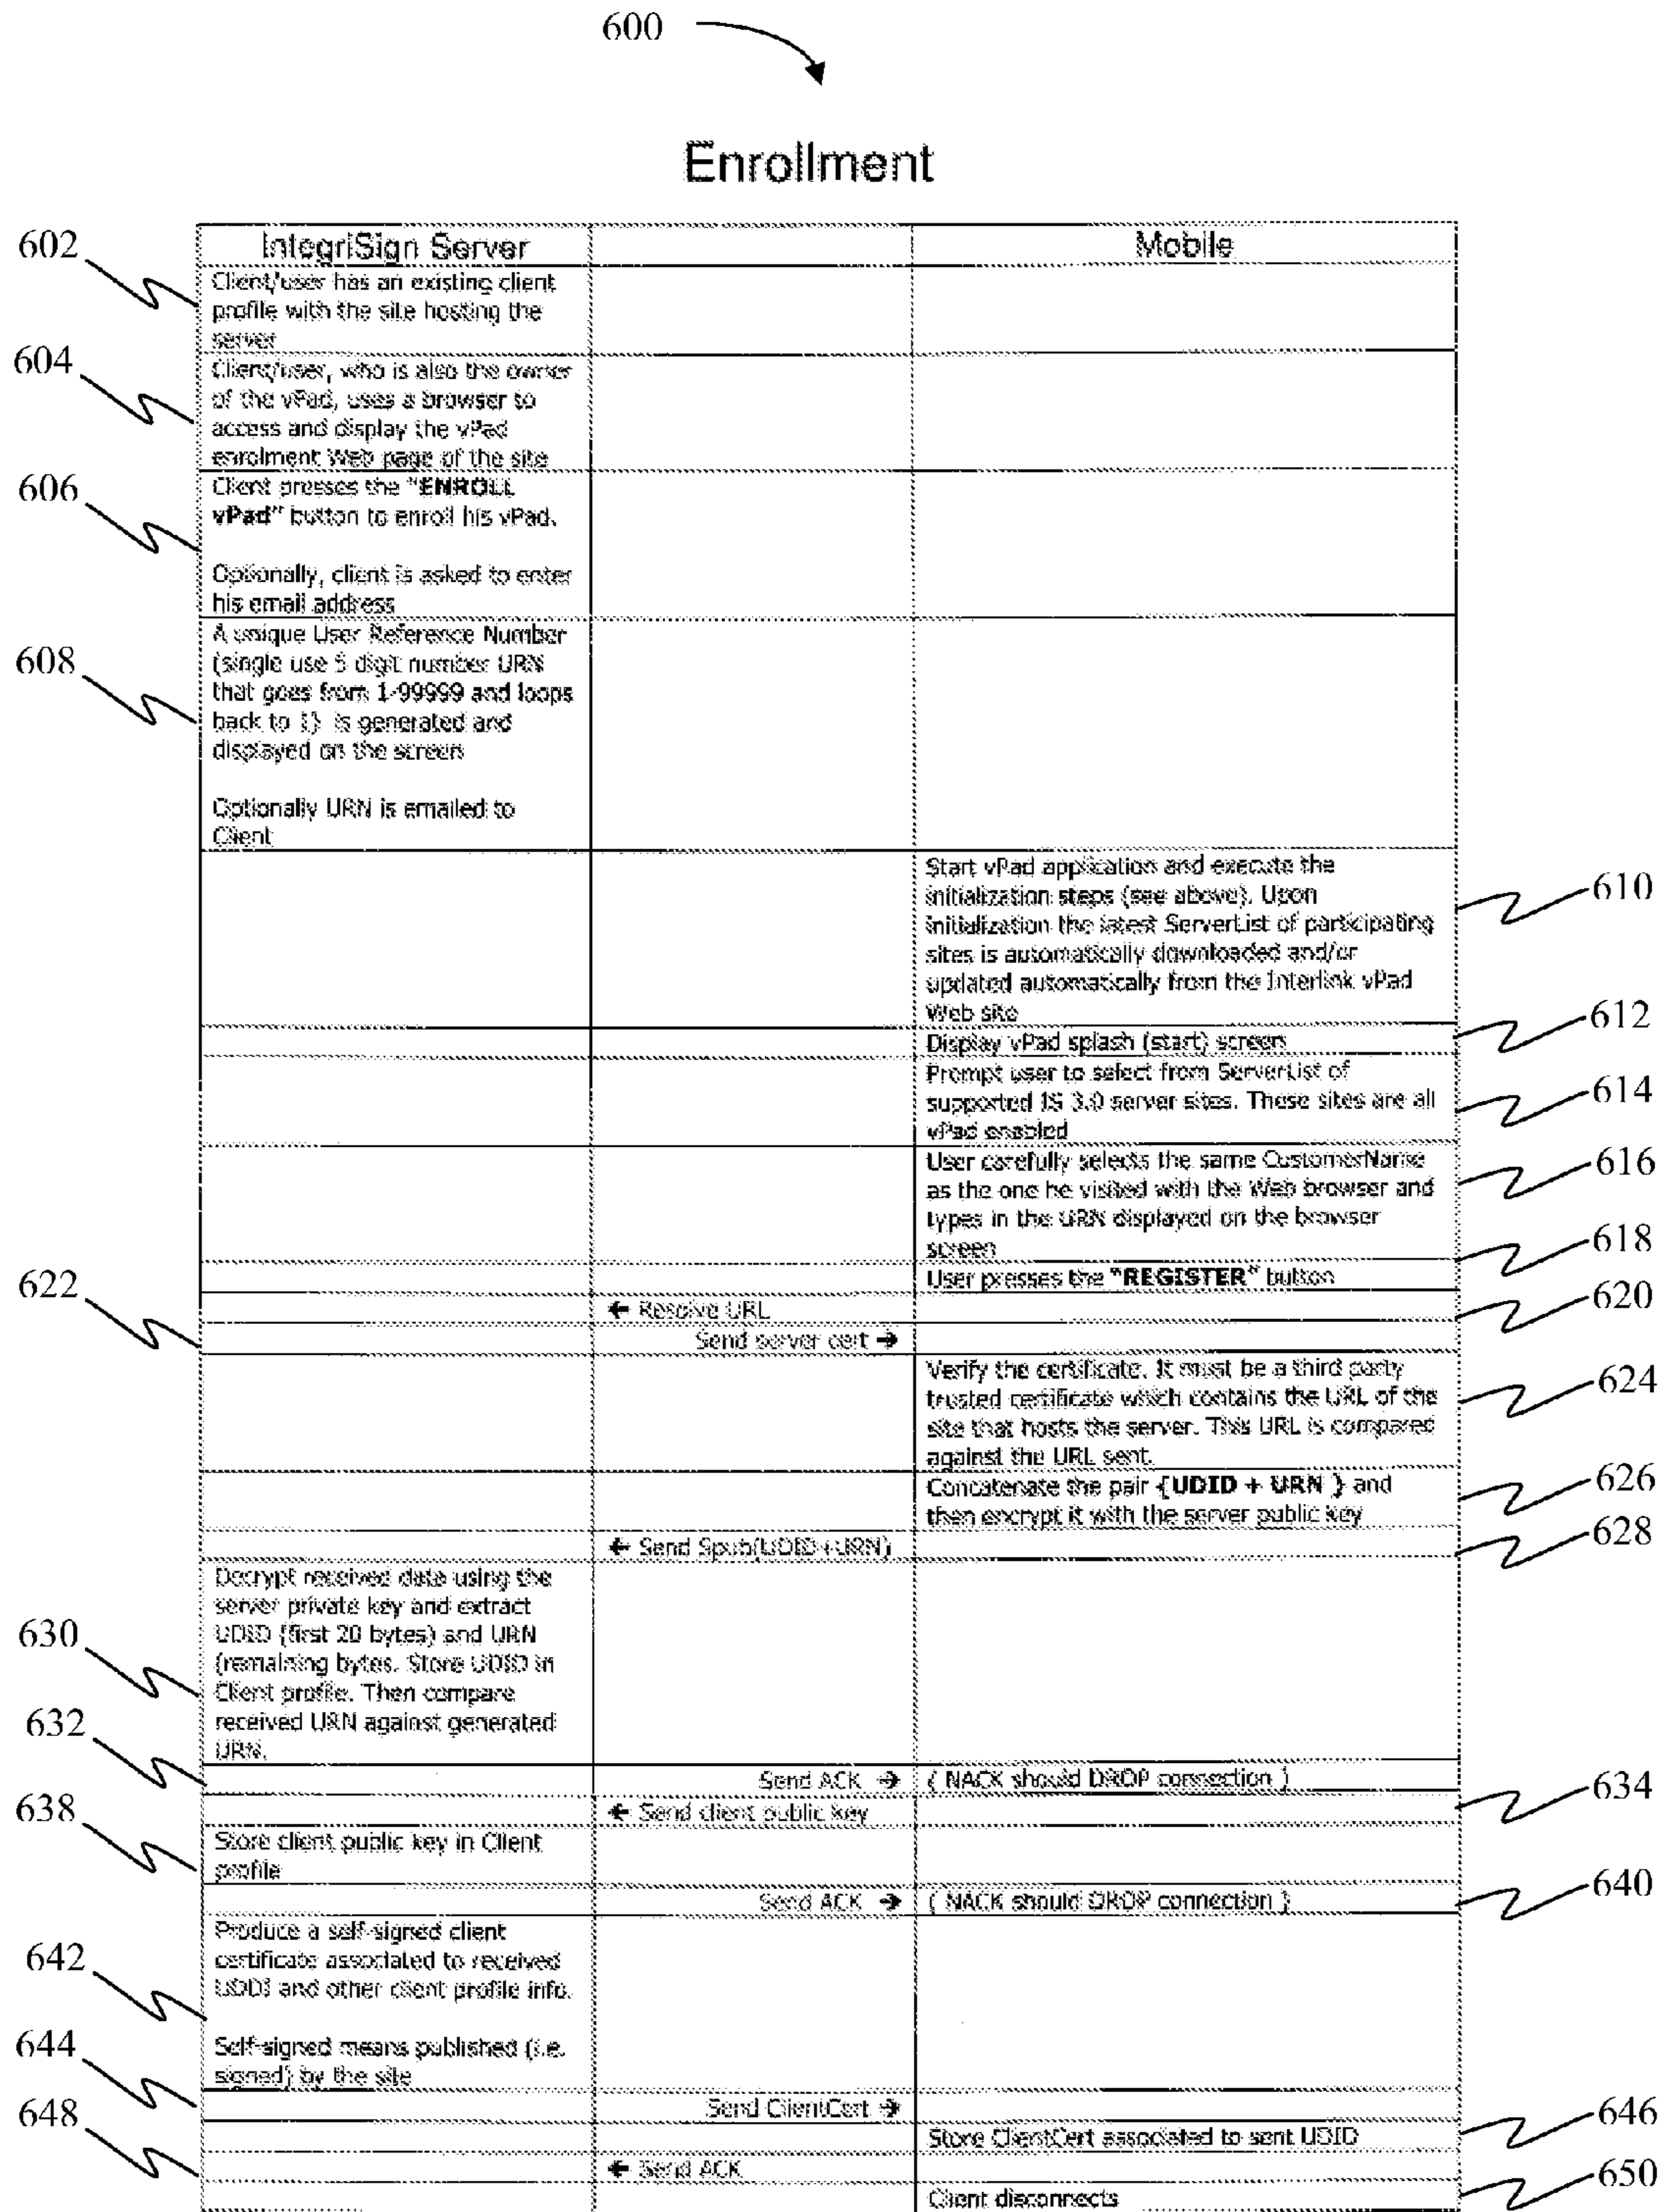 600
Enrollment
IntegriSign Server
Mobile
602
Client/user has an existing client
profile with the site hosting the
server
604
Client/user, who is also the owner
of the vPad, uses a browser to
access and display the vPad
enrolment Web page of the site
606
Client presses the "ENROLL
vPad" button to enroll his vPad.
Optionally, client is asked to enter
his email address
608
A unique User Reference Number
(single use 5 digit number URN
that goes from 1-99999 and loops
back to 1) is generated and
displayed on the screen
Optionally URN is emailed to
Client
Start vPad application and execute the
initialization steps (see above). Upon
initialization the latest ServerList of participating
sites is automatically downloaded and/or
updated automatically from the Interlink vPad
Web site
610
Display vPad splash (start) screen
612
Prompt user to select from ServerList of
supported IS 3.0 server sites. These sites are all
vPad enabled
614
User carefully selects the same CustomerName
as the one he visited with the Web browser and
types in the URN displayed on the browser
screen
616
User presses the "REGISTER" button
618
← Resolve URL
620
622
Send server cert →
Verify the certificate. It must be a third party
trusted certificate which contains the URL of the
site that hosts the server. This URL is compared
against the URL sent.
624
Concatenate the pair {UDID + URN } and
then encrypt it with the server public key
626
← Send Spub(UDID+URN)
628
630
Decrypt received data using the
server private key and extract
UDID (first 20 bytes) and URN
(remaining bytes. Store UDID in
Client profile. Then compare
received URN against generated
URN.
632
Send ACK → ( NACK should DROP connection )
← Send client public key
634
638
Store client public key in Client
profile
Send ACK → ( NACK should DROP connection )
640
642
Produce a self-signed client
certificate associated to received
UDDI and other client profile info.
Self-signed means published (i.e.
signed) by the site
644
Send ClientCert →
Store ClientCert associated to sent UDID
646
648
← Send ACK
Client disconnects
650